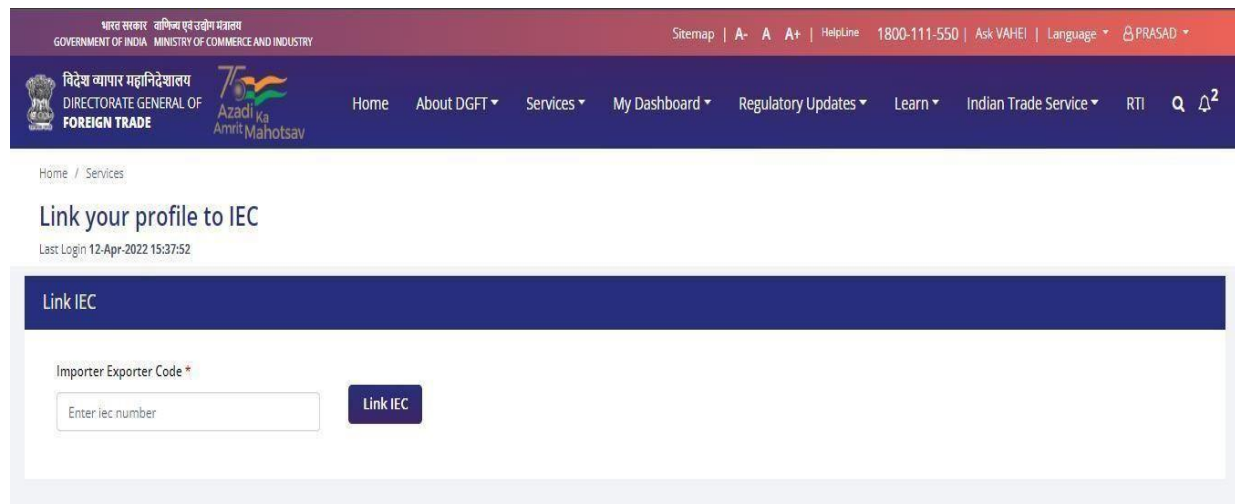 भारत सरकार वाणिज्य एवं उद्योग मंत्रालय
GOVERNMENT OF INDIA MINISTRY OF COMMERCE AND INDUSTRY
Sitemap | A- A A+ | HelpLine 1800-111-550 | Ask VAHEI | Language PRASAD
विदेश व्यापार महानिदेशालय
DIRECTORATE GENERAL OF
FOREIGN TRADE
75
Azadi Ka
Amrit Mahotsav
Home About DGFT Services My Dashboard Regulatory Updates Learn Indian Trade Service RTI 2
Home / Services
Link your profile to IEC
Last Login 12-Apr-2022 15:37:52
Link IEC
Importer Exporter Code *
Enter iec number
Link IEC